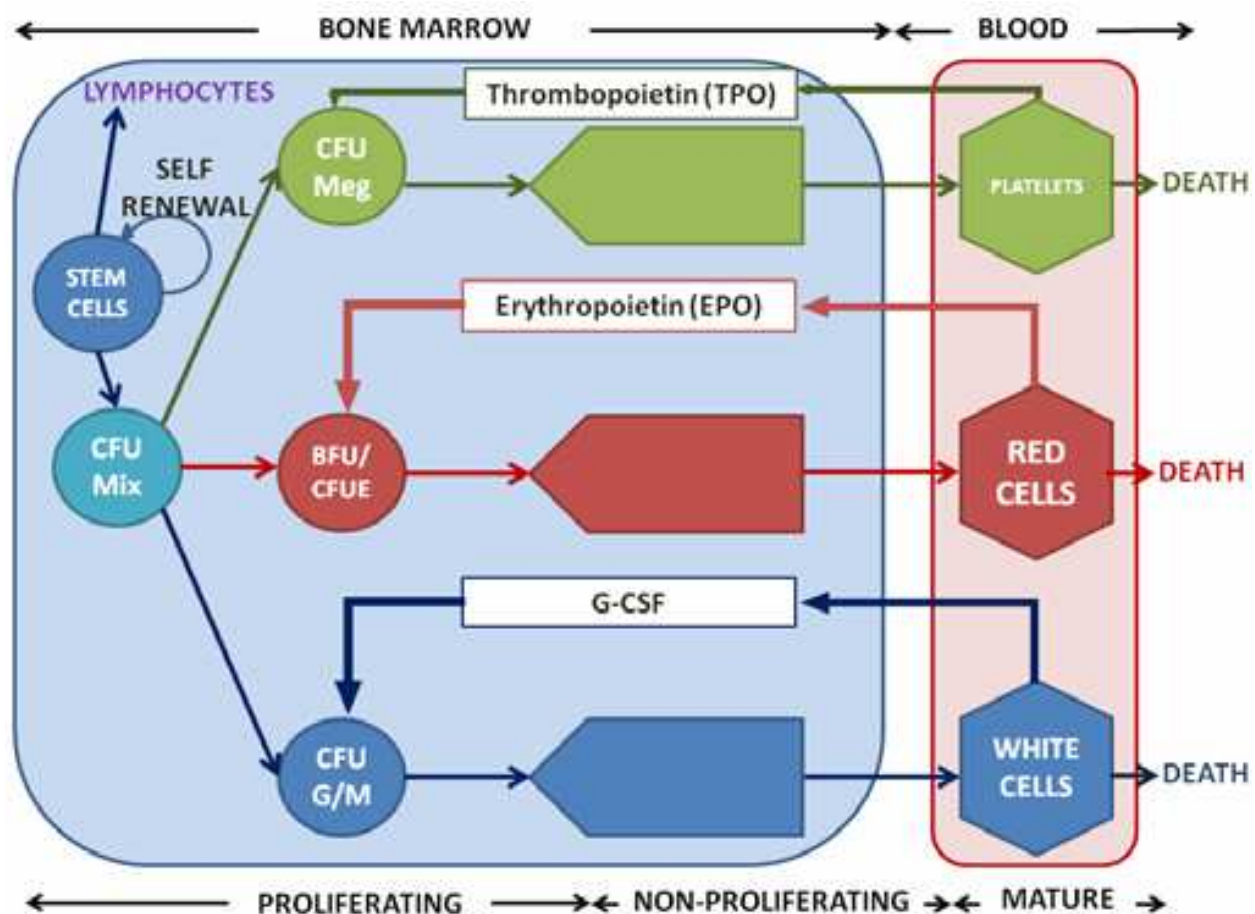 BONE MARROW
BLOOD
LYMPHOCYTES
Thrombopoietin (TPO)
CFU
Meg
SELF
RENEWAL
PLATELETS
DEATH
STEM
CELLS
Erythropoietin (EPO)
CFU
Mix
BFU/
CFUE
RED
CELLS
DEATH
G-CSF
CFU
G/M
WHITE
CELLS
DEATH
PROLIFERATING
NON-PROLIFERATING
MATURE